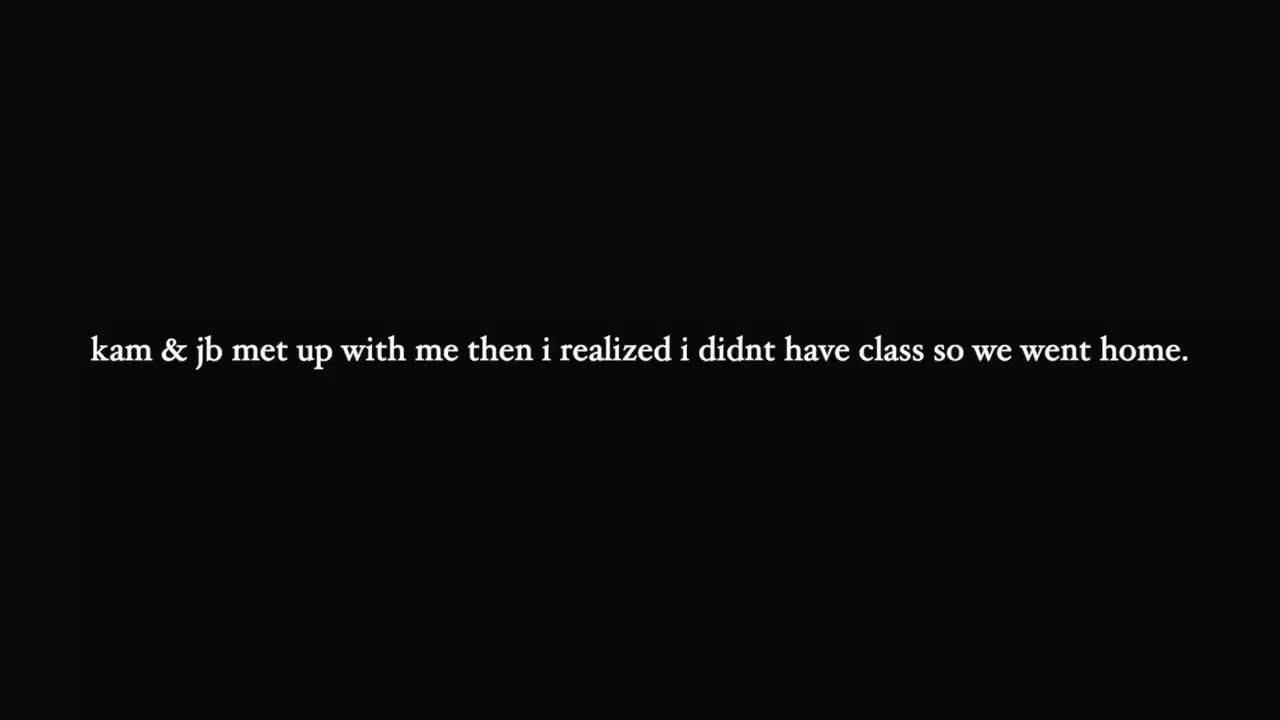 kam & jb met up with me then i realized i didnt have class so we went home.